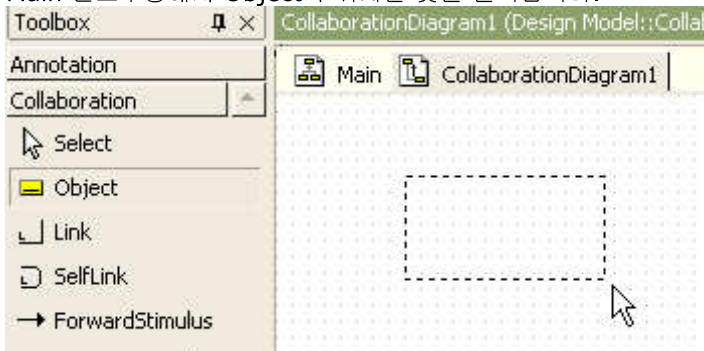 Toolbox
CollaborationDiagram1 (Design Model::Colla
Annotation
Main
CollaborationDiagram1
Collaboration
Select
Object
Link
SelfLink
ForwardStimulus